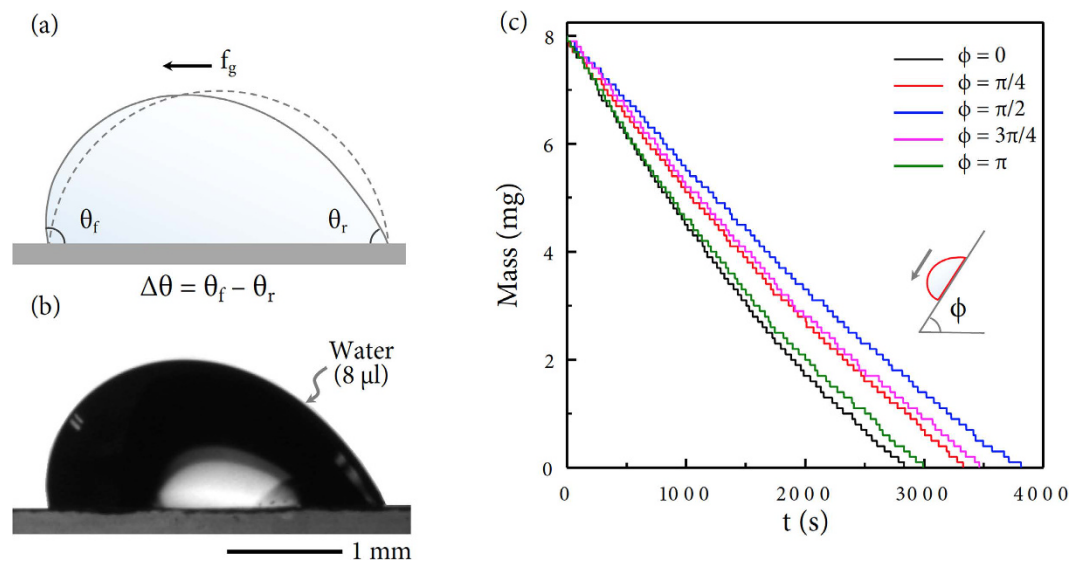 (a)
f_g
θ_f
θ_r
Δθ = θ_f − θ_r
(b)
Water
(8 μl)
1 mm
(c)
8
6
4
2
0
Mass (mg)
0
1000
2000
3000
4000
t (s)
ϕ = 0
ϕ = π/4
ϕ = π/2
ϕ = 3π/4
ϕ = π
ϕ